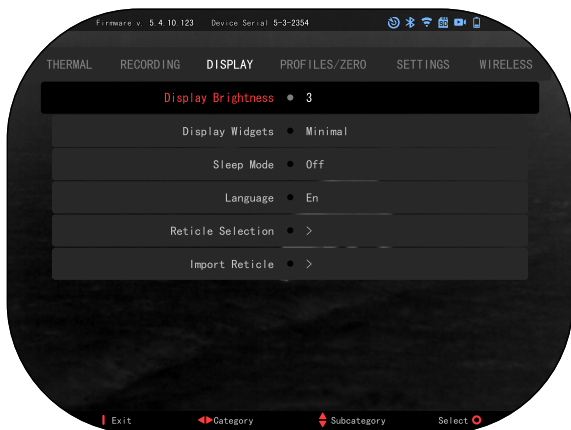 Firmware v. 5.4.10.123 Device Serial 5-3-2354
THERMAL RECORDING DISPLAY PROFILES/ZERO SETTINGS WIRELESS
Display Brightness 3
Display Widgets Minimal
Sleep Mode Off
Language En
Reticle Selection >
Import Reticle >
Exit Category Subcategory Select